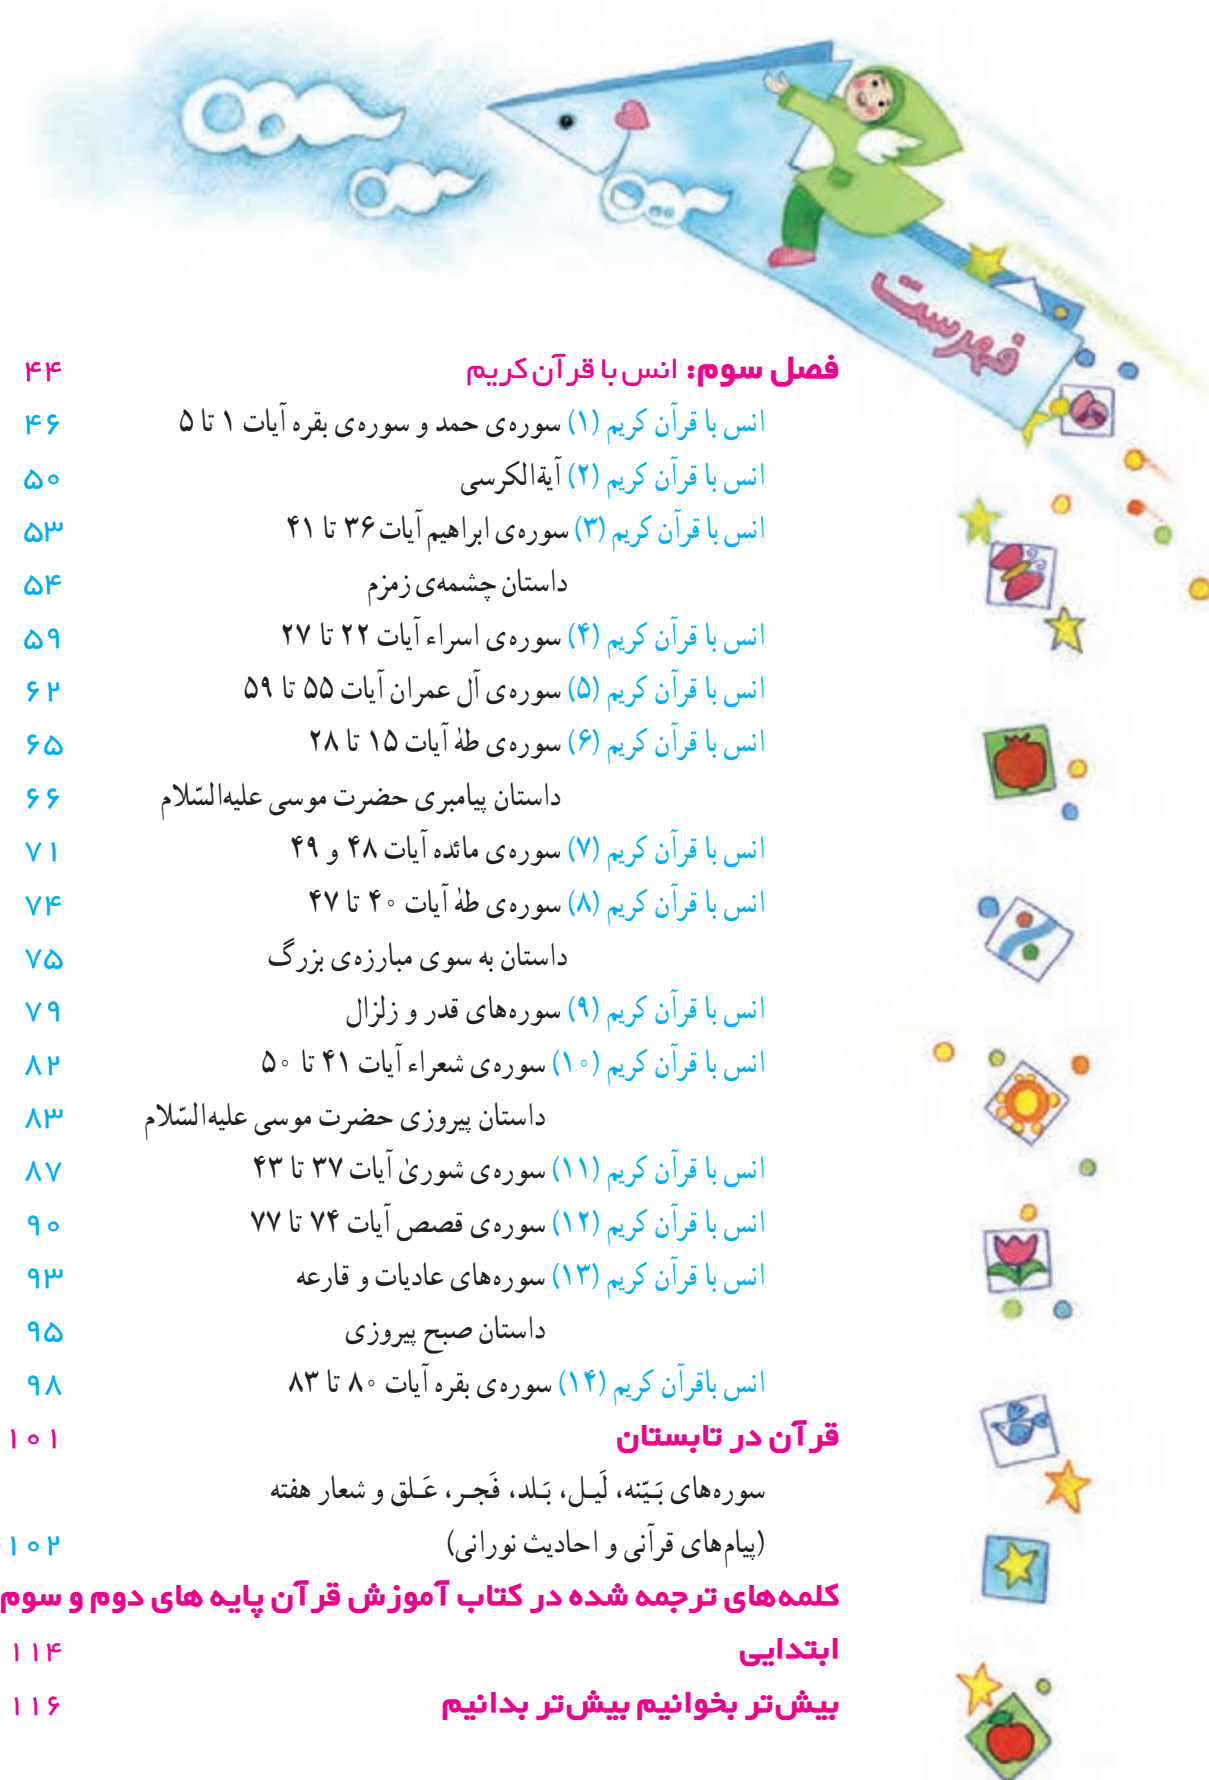 فهرست
فصل سوم: انس با قرآن کریم ۴۴
انس با قرآن کریم (۱) سوره‌ی حمد و سوره‌ی بقره آیات ۱ تا ۵ ۴۶
انس با قرآن کریم (۲) آیةالکرسی ۵۰
انس با قرآن کریم (۳) سوره‌ی ابراهیم آیات ۳۶ تا ۴۱ ۵۳
داستان چشمه‌ی زمزم ۵۴
انس با قرآن کریم (۴) سوره‌ی اسراء آیات ۲۲ تا ۲۷ ۵۹
انس با قرآن کریم (۵) سوره‌ی آل عمران آیات ۵۵ تا ۵۹ ۶۲
انس با قرآن کریم (۶) سوره‌ی طهٰ آیات ۱۵ تا ۲۸ ۶۵
داستان پیامبری حضرت موسی علیه‌السّلام ۶۶
انس با قرآن کریم (۷) سوره‌ی مائده آیات ۴۸ و ۴۹ ۷۱
انس با قرآن کریم (۸) سوره‌ی طهٰ آیات ۴۰ تا ۴۷ ۷۴
داستان به سوی مبارزه‌ی بزرگ ۷۵
انس با قرآن کریم (۹) سوره‌های قدر و زلزال ۷۹
انس با قرآن کریم (۱۰) سوره‌ی شعراء آیات ۴۱ تا ۵۰ ۸۲
داستان پیروزی حضرت موسی علیه‌السّلام ۸۳
انس با قرآن کریم (۱۱) سوره‌ی شوریٰ آیات ۳۷ تا ۴۳ ۸۷
انس با قرآن کریم (۱۲) سوره‌ی قصص آیات ۷۴ تا ۷۷ ۹۰
انس با قرآن کریم (۱۳) سوره‌های عادیات و قارعه ۹۳
داستان صبح پیروزی ۹۵
انس باقرآن کریم (۱۴) سوره‌ی بقره آیات ۸۰ تا ۸۳ ۹۸
قرآن در تابستان ۱۰۱
سوره‌های بَیّنه، لَیـل، بَـلد، فَجـر، عَـلق و شعار هفته
(پیام‌های قرآنی و احادیث نورانی) ۱۰۲
کلمه‌های ترجمه شده در کتاب آموزش قرآن پایه های دوم و سوم
ابتدایی ۱۱۴
بیش‌تر بخوانیم بیش‌تر بدانیم ۱۱۶